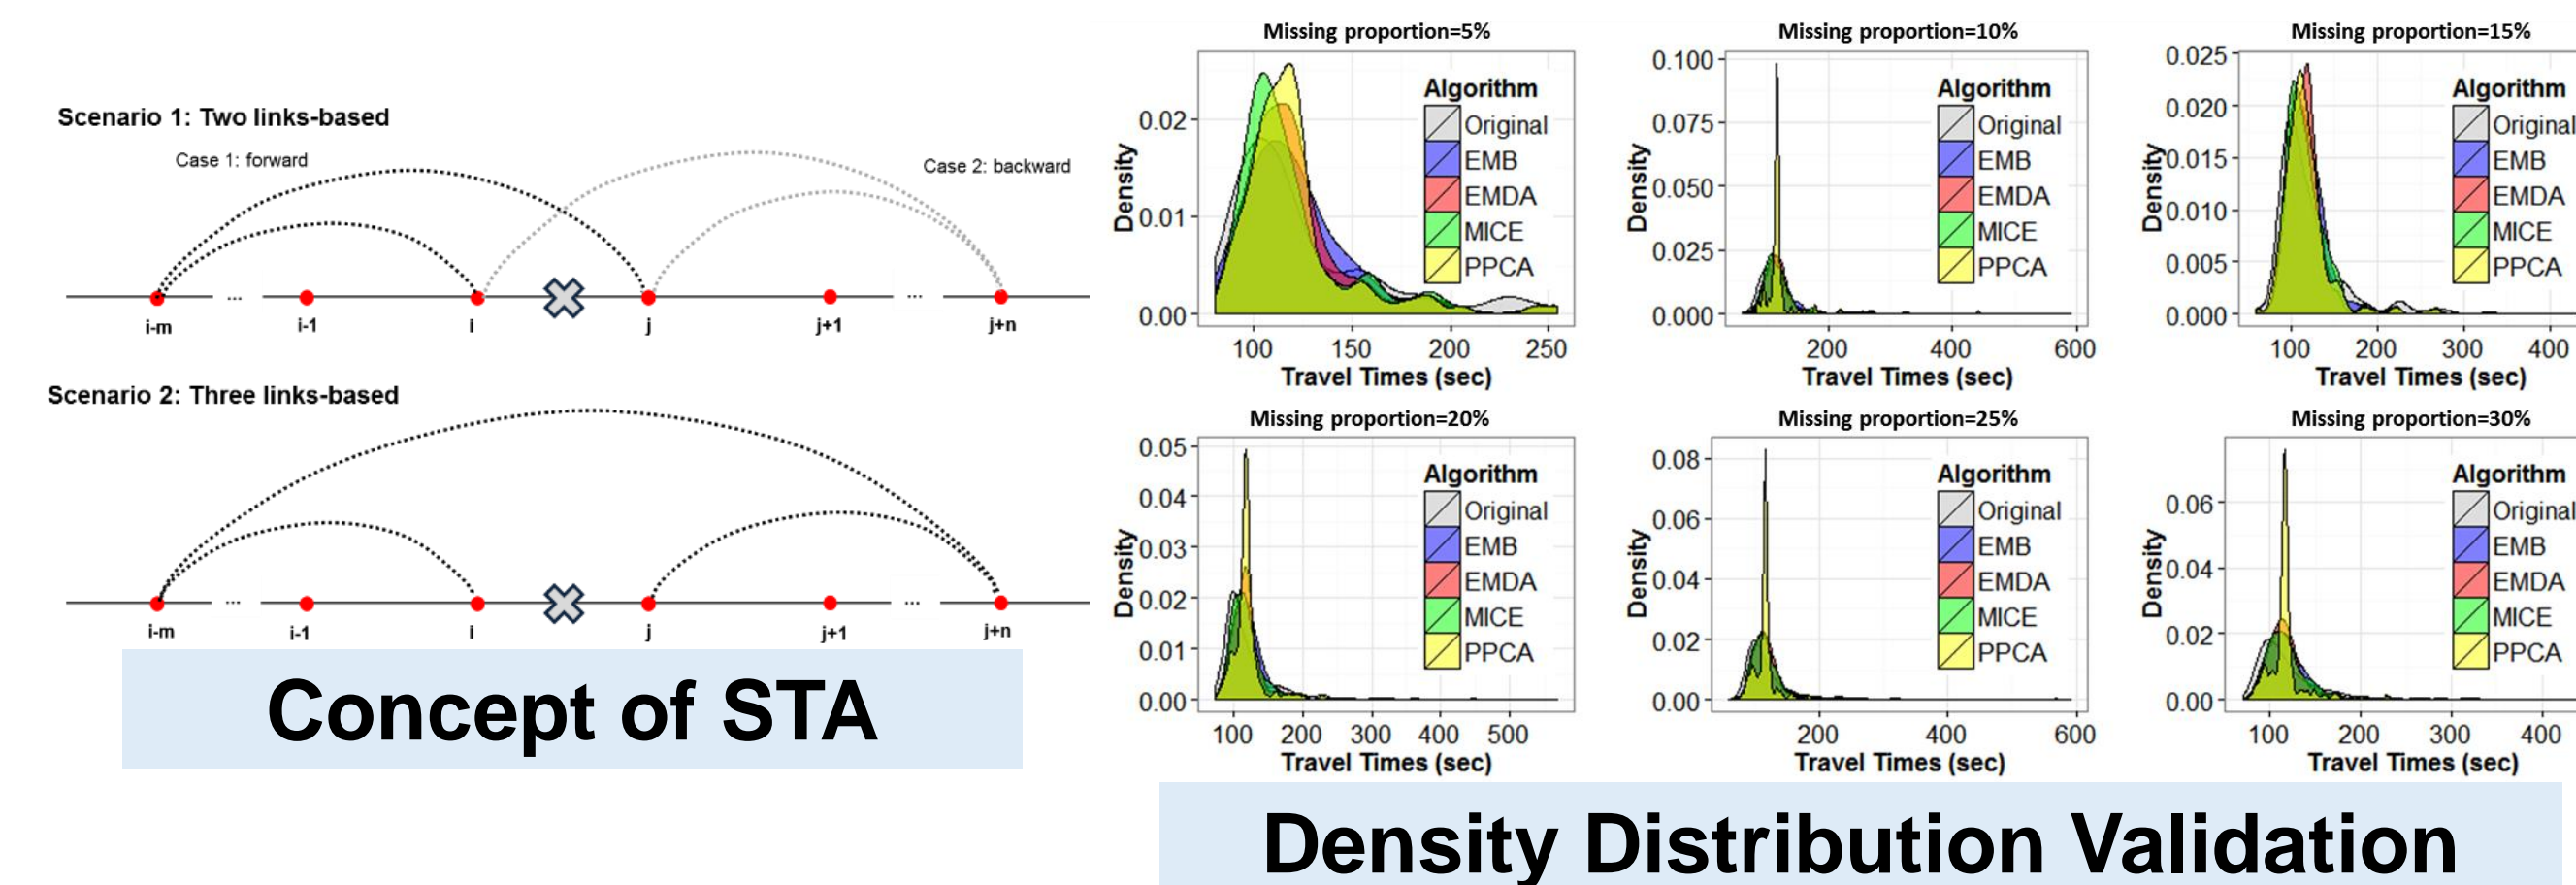 Scenario 1: Two links-based
Case 1: forward
Case 2: backward
...
...
i-m
i-1
i
j
j+1
j+n
Scenario 2: Three links-based
...
...
i-m
i-1
i
j
j+1
j+n
Concept of STA
Missing proportion=5%
Density
0.02
0.01
0.00
Algorithm
Original
EMB
EMDA
MICE
PPCA
100 150 200 250
Travel Times (sec)
Missing proportion=10%
Density
0.100
0.075
0.050
0.025
0.000
Algorithm
Original
EMB
EMDA
MICE
PPCA
200 400 600
Travel Times (sec)
Missing proportion=15%
Density
0.025
0.020
0.015
0.010
0.005
0.000
Algorithm
Original
EMB
EMDA
MICE
PPCA
100 200 300 400
Travel Times (sec)
Missing proportion=20%
Density
0.05
0.04
0.03
0.02
0.01
0.00
Algorithm
Original
EMB
EMDA
MICE
PPCA
100 200 300 400 500
Travel Times (sec)
Missing proportion=25%
Density
0.08
0.06
0.04
0.02
0.00
Algorithm
Original
EMB
EMDA
MICE
PPCA
200 400 600
Travel Times (sec)
Missing proportion=30%
Density
0.06
0.04
0.02
0.00
Algorithm
Original
EMB
EMDA
MICE
PPCA
100 200 300 400
Travel Times (sec)
Density Distribution Validation